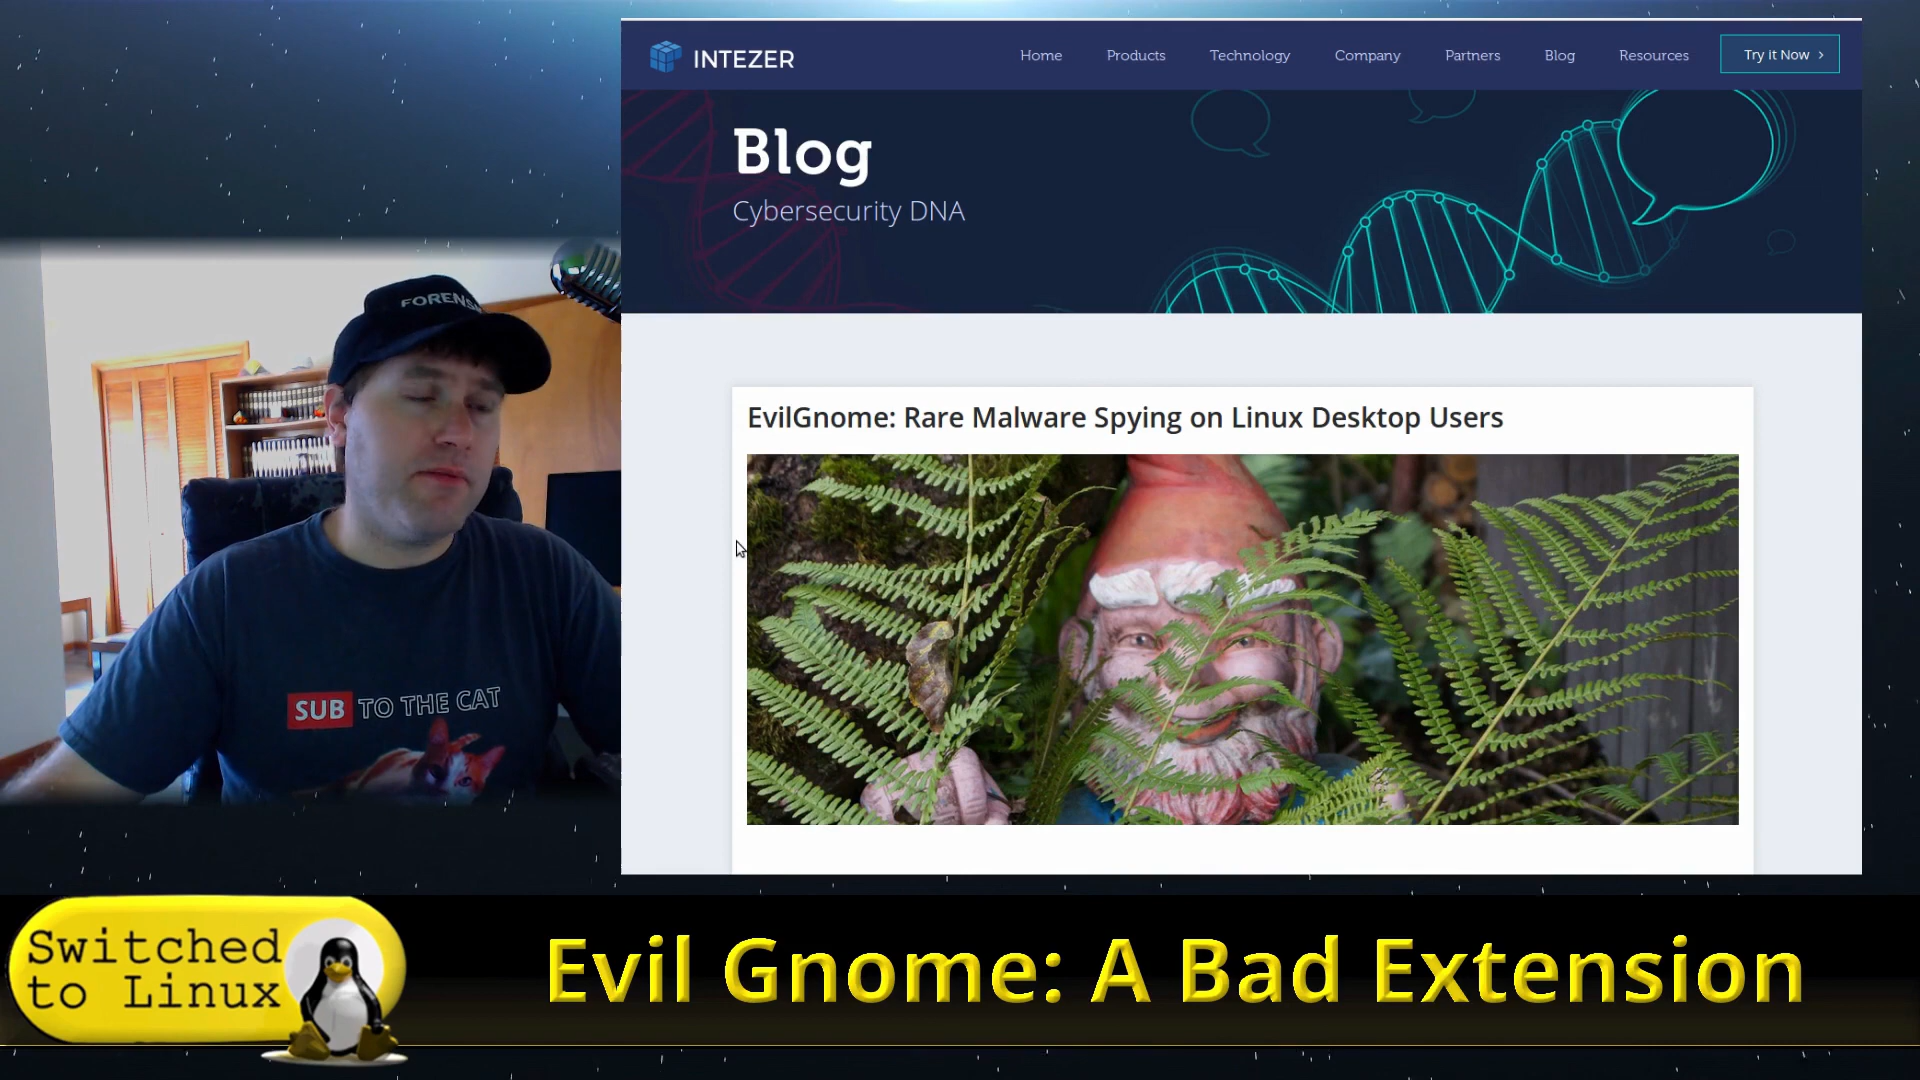 INTEZER
Home Products Technology Company Partners Blog Resources Try it Now
Blog
Cybersecurity DNA
EvilGnome: Rare Malware Spying on Linux Desktop Users
SUB TO THE CAT
Switched
to Linux
Evil Gnome: A Bad Extension